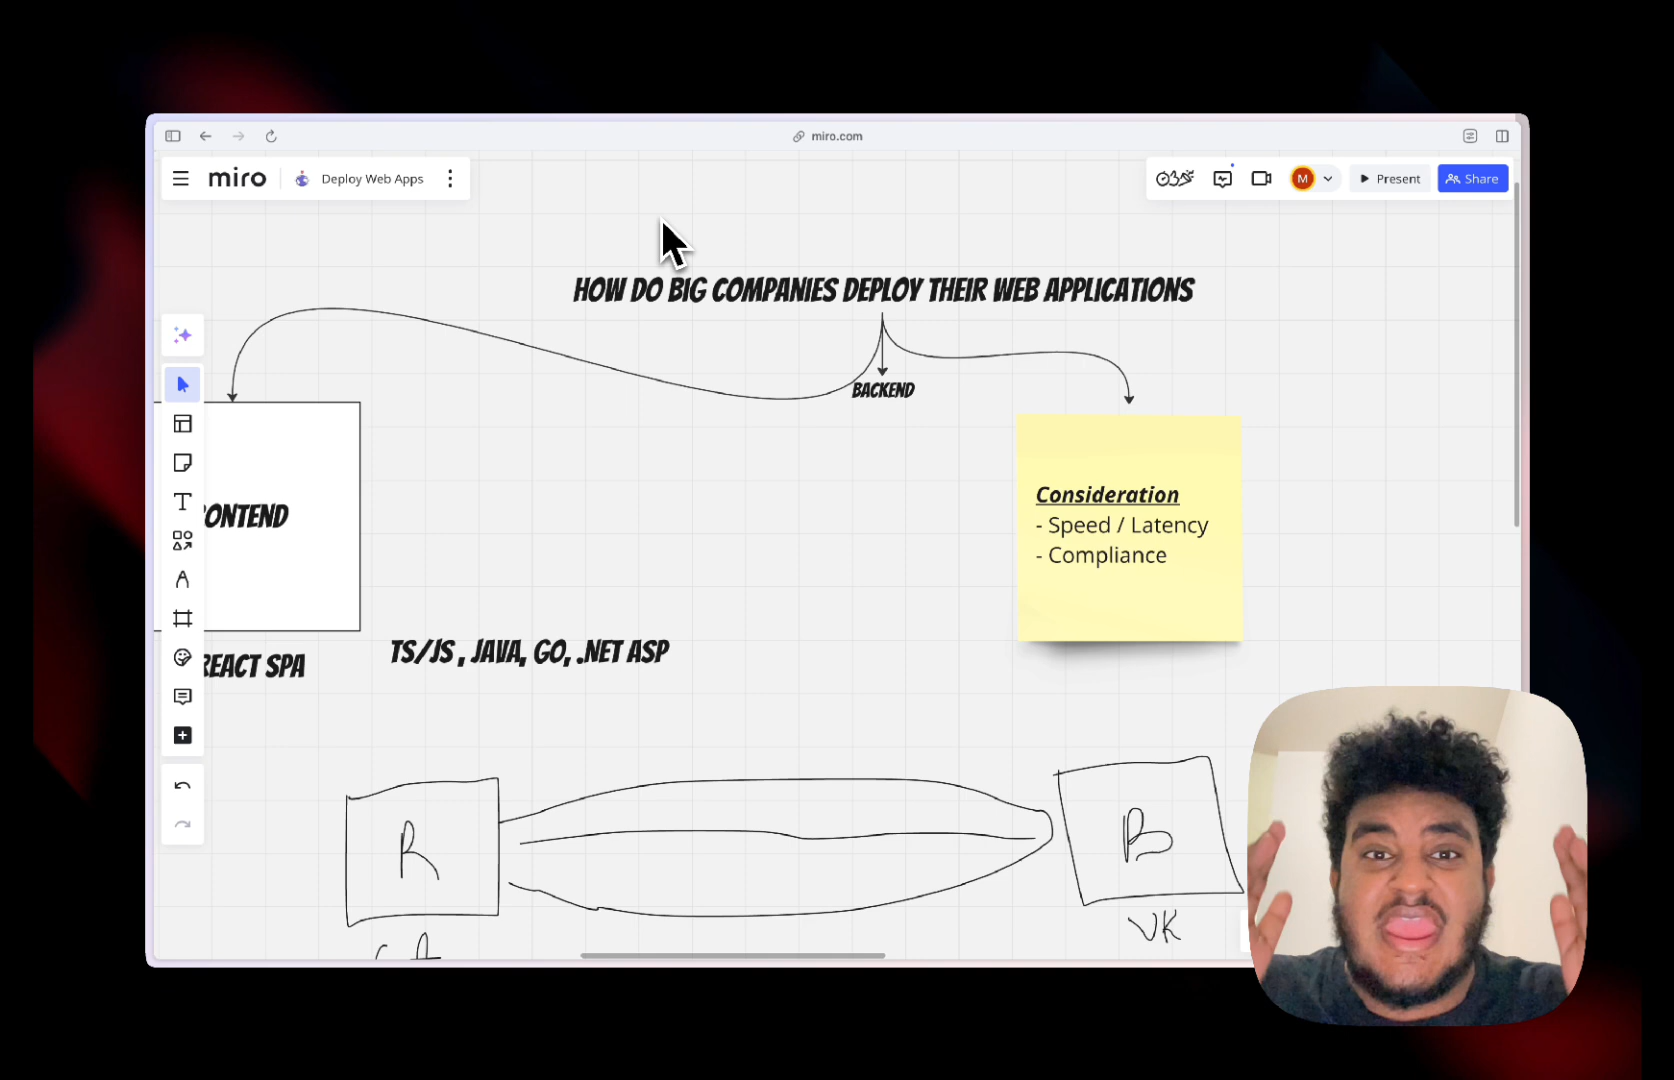 miro.com
miro
Deploy Web Apps
M
Present
Share
HOW DO BIG COMPANIES DEPLOY THEIR WEB APPLICATIONS
BACKEND
Consideration
- Speed / Latency
- Compliance
ONTEND
REACT SPA
TS/JS , JAVA, GO, .NET ASP
R
B
VK